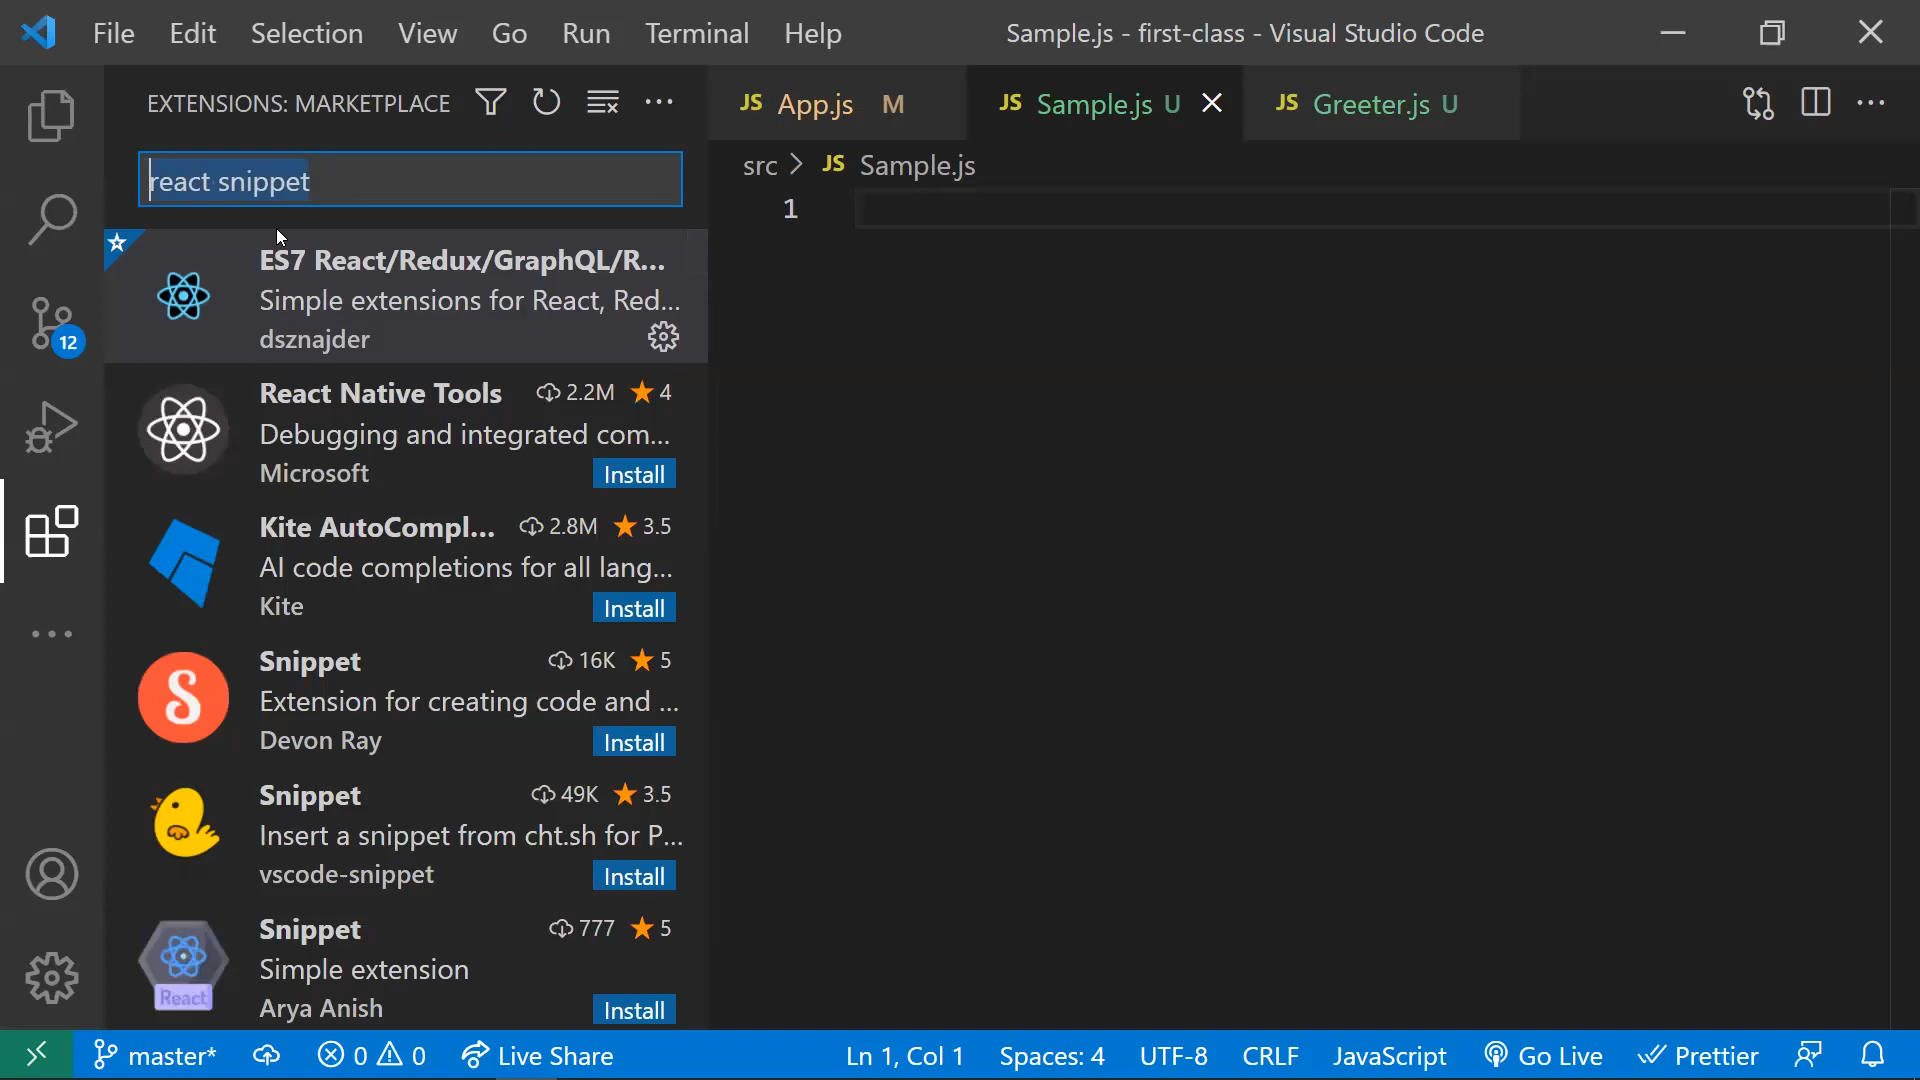 File Edit Selection View Go Run Terminal Help Sample.js - first-class - Visual Studio Code
EXTENSIONS: MARKETPLACE
JS App.js M
JS Sample.js U
JS Greeter.js U
react snippet
src > JS Sample.js
1
ES7 React/Redux/GraphQL/R...
Simple extensions for React, Red...
dsznajder
12
React Native Tools 2.2M 4
Debugging and integrated com...
Microsoft Install
Kite AutoCompl... 2.8M 3.5
AI code completions for all lang...
Kite Install
Snippet 16K 5
Extension for creating code and ...
Devon Ray Install
Snippet 49K 3.5
Insert a snippet from cht.sh for P...
vscode-snippet Install
Snippet 777 5
Simple extension
React
Arya Anish Install
master* 0 0 Live Share Ln 1, Col 1 Spaces: 4 UTF-8 CRLF JavaScript Go Live Prettier